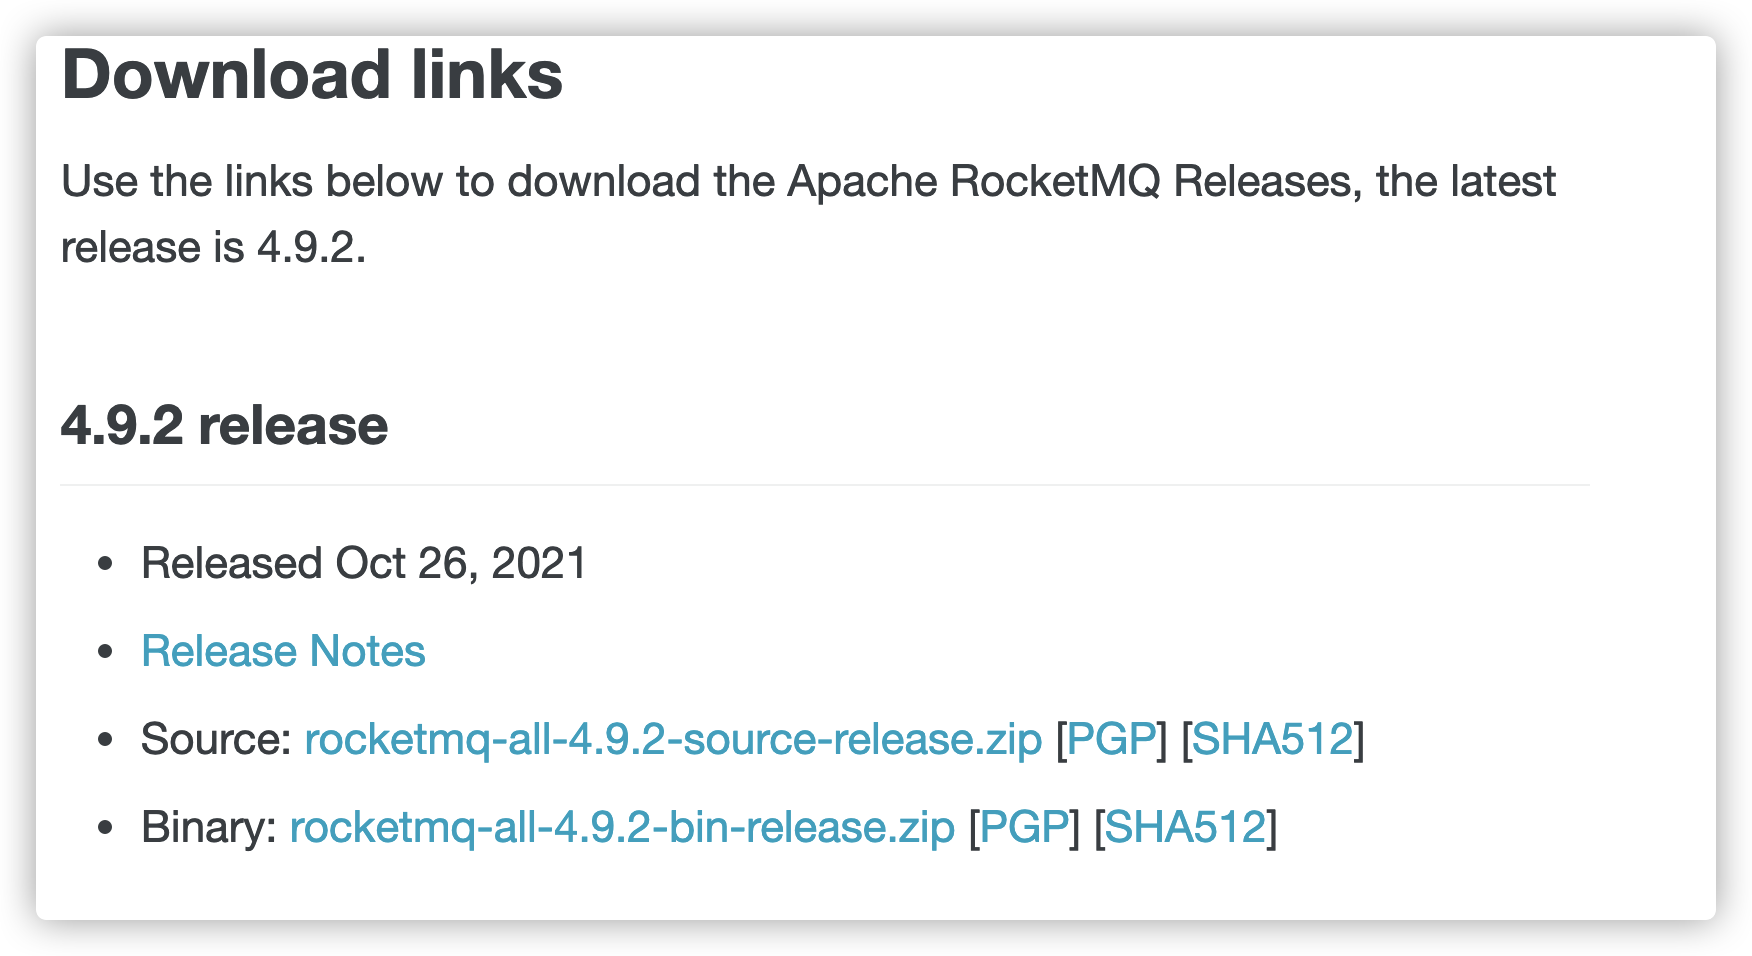 Download links
Use the links below to download the Apache RocketMQ Releases, the latest
release is 4.9.2.
4.9.2 release
• Released Oct 26, 2021
• Release Notes
• Source: rocketmq-all-4.9.2-source-release.zip [PGP] [SHA512]
• Binary: rocketmq-all-4.9.2-bin-release.zip [PGP] [SHA512]